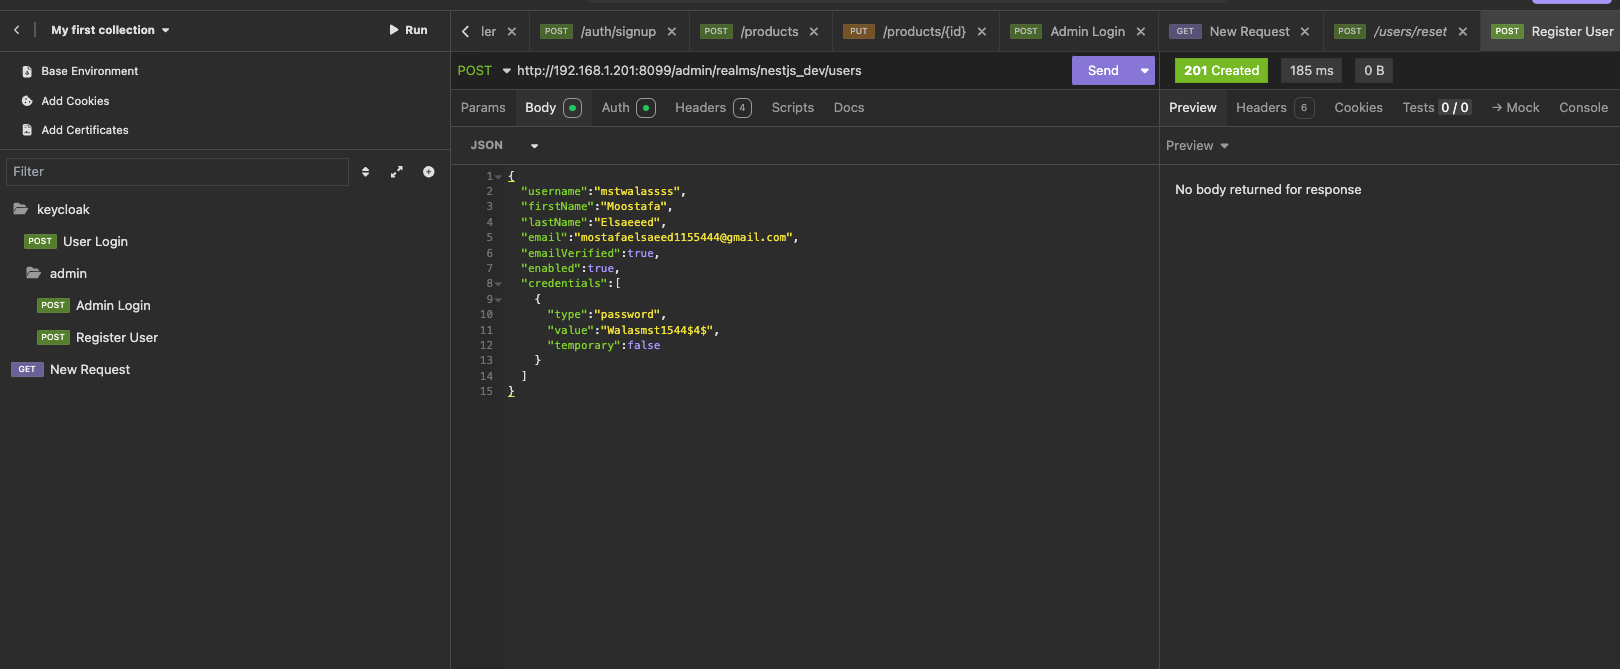 My first collection
Run
Base Environment
Add Cookies
Add Certificates
Filter
keycloak
POST User Login
admin
POST Admin Login
POST Register User
GET New Request
ler
POST /auth/signup
POST /products
PUT /products/{id}
POST Admin Login
GET New Request
POST /users/reset
POST Register User
POST http://192.168.1.201:8099/admin/realms/nestjs_dev/users
Send
Params Body Auth Headers 4 Scripts Docs
JSON
1 {
2 "username":"mstwalassss",
3 "firstName":"Moostafa",
4 "lastName":"Elsaeeed",
5 "email":"mostafaelsaeed1155444@gmail.com",
6 "emailVerified":true,
7 "enabled":true,
8 "credentials":[
9 {
10 "type":"password",
11 "value":"Walasmst1544$4$",
12 "temporary":false
13 }
14 ]
15 }
201 Created 185 ms 0 B
Preview Headers 6 Cookies Tests 0 / 0 → Mock Console
Preview
No body returned for response